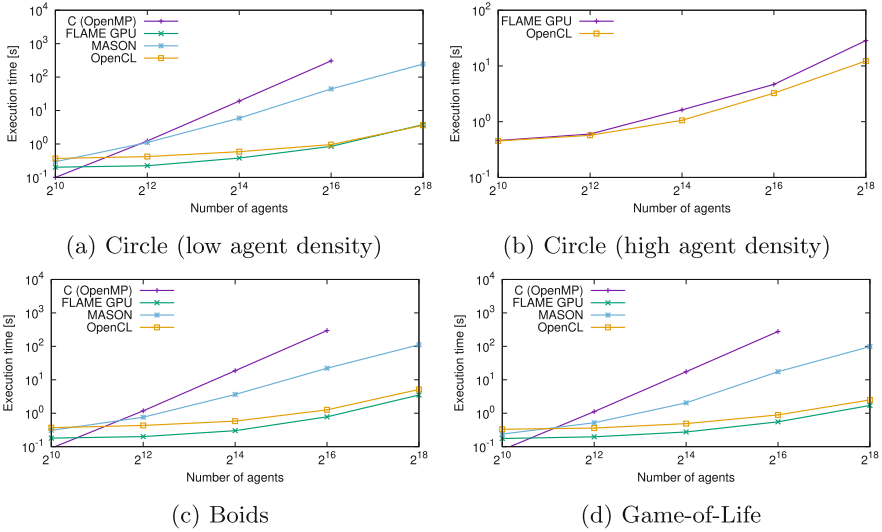 C (OpenMP)
FLAME GPU
MASON
OpenCL
Execution time [s]
10^4
10^3
10^2
10^1
10^0
10^-1
2^10 2^12 2^14 2^16 2^18
Number of agents
(a) Circle (low agent density)
FLAME GPU
OpenCL
Execution time [s]
10^2
10^1
10^0
10^-1
2^10 2^12 2^14 2^16 2^18
Number of agents
(b) Circle (high agent density)
C (OpenMP)
FLAME GPU
MASON
OpenCL
Execution time [s]
10^4
10^3
10^2
10^1
10^0
10^-1
2^10 2^12 2^14 2^16 2^18
Number of agents
(c) Boids
C (OpenMP)
FLAME GPU
MASON
OpenCL
Execution time [s]
10^4
10^3
10^2
10^1
10^0
10^-1
2^10 2^12 2^14 2^16 2^18
Number of agents
(d) Game-of-Life